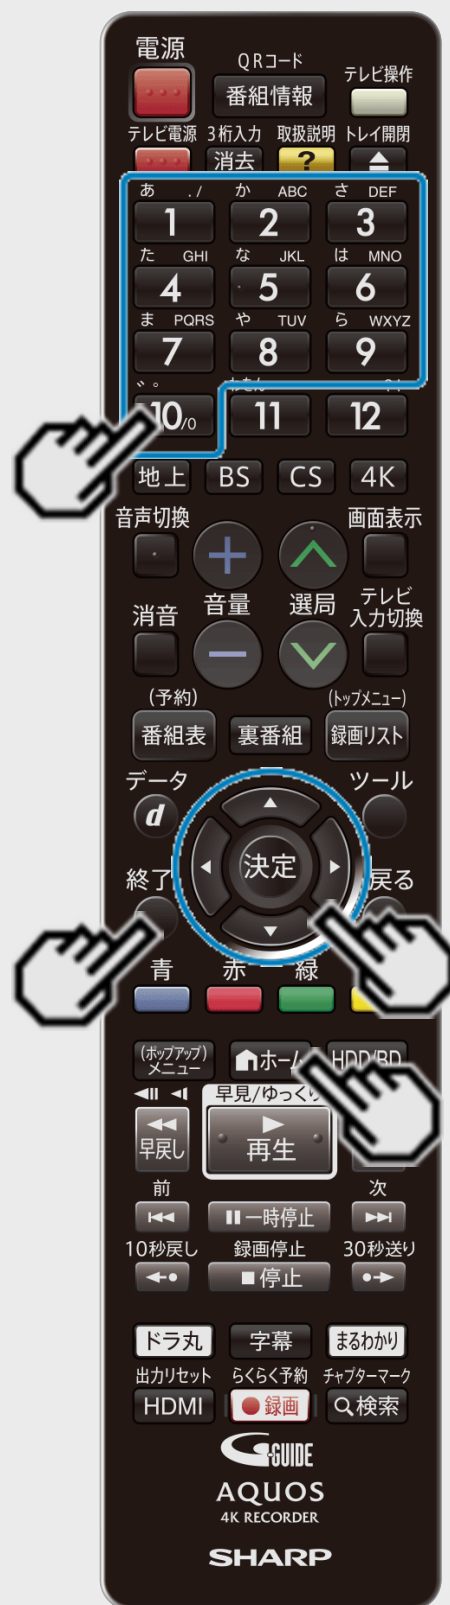 電源
QRコード
番組情報
テレビ操作
テレビ電源 3桁入力 取扱説明 トレイ開閉
消去 ?
あ ./ か ABC さ DEF
1 2 3
た GHI な JKL は MNO
4 5 6
ま PQRS や TUV ら WXYZ
7 8 9
10/0 11 12
地上 BS CS 4K
音声切換 画面表示
消音 音量 選局 テレビ
入力切換
(予約) (トップメニュー)
番組表 裏番組 録画リスト
データ ツール
d
決定
終了 戻る
青 赤 緑
(ポップアップ)
メニュー ホーム HDD/BD
早見/ゆっくり
早戻し 再生
前 次
一時停止
10秒戻し 録画停止 30秒送り
停止
ドラ丸 字幕 まるわかり
出力リセット らくらく予約 チャプターマーク
HDMI 録画 検索
G-GUIDE
AQUOS
4K RECORDER
SHARP